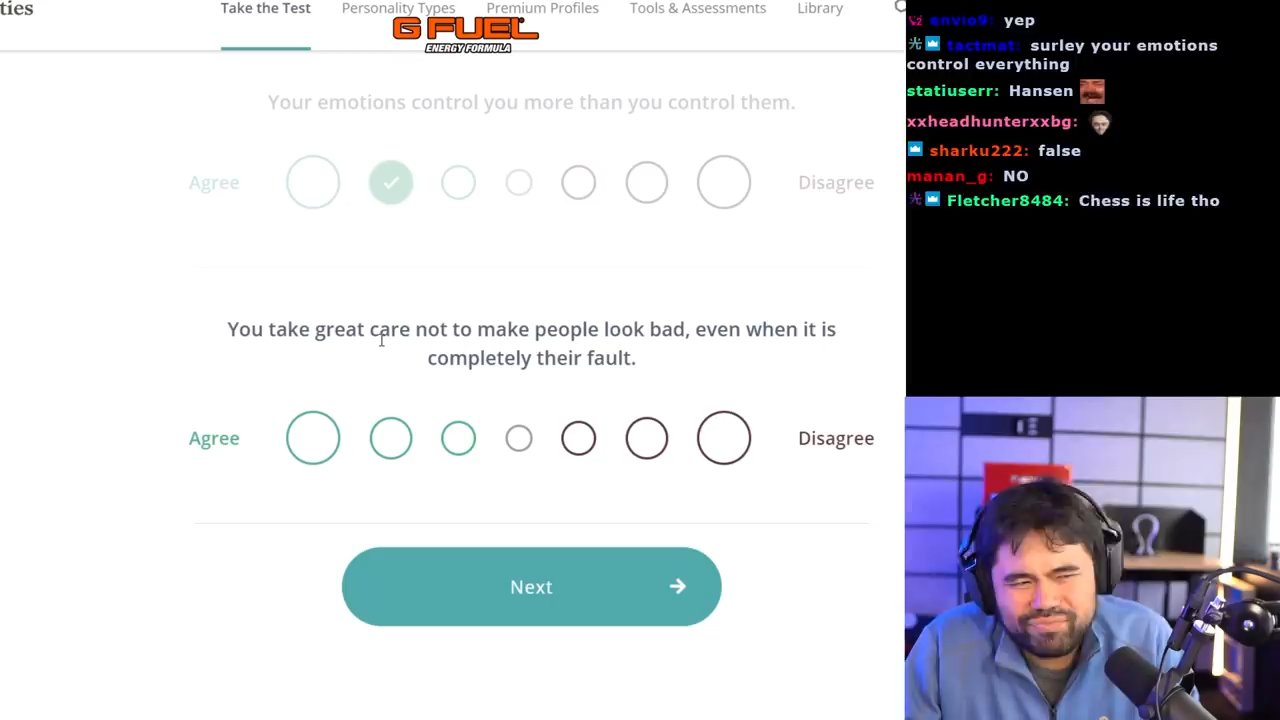 ties
Take the Test
Personality Types
Premium Profiles
Tools & Assessments
Library
G FUEL
ENERGY FORMULA
Your emotions control you more than you control them.
Agree
Disagree
You take great care not to make people look bad, even when it is
completely their fault.
Agree
Disagree
Next
envio9: yep
tactmat: surley your emotions
control everything
statiuserr: Hansen
xxheadhunterxxbg:
sharku222: false
manan_g: NO
Fletcher8484: Chess is life tho